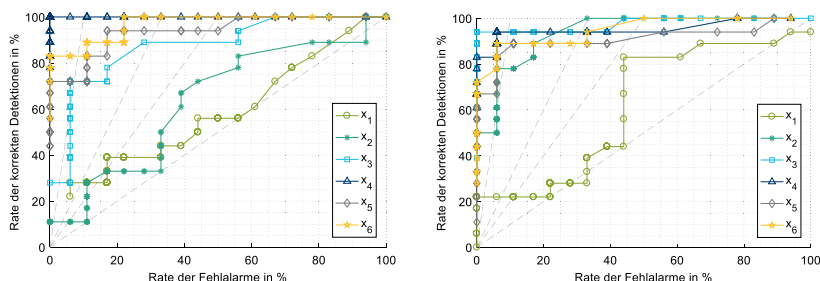 Rate der korrekten Detektionen in %
100
80
60
40
20
0
0
20
40
60
80
100
Rate der Fehlalarme in %
x1
x2
x3
x4
x5
x6
Rate der korrekten Detektionen in %
100
80
60
40
20
0
0
20
40
60
80
100
Rate der Fehlalarme in %
x1
x2
x3
x4
x5
x6